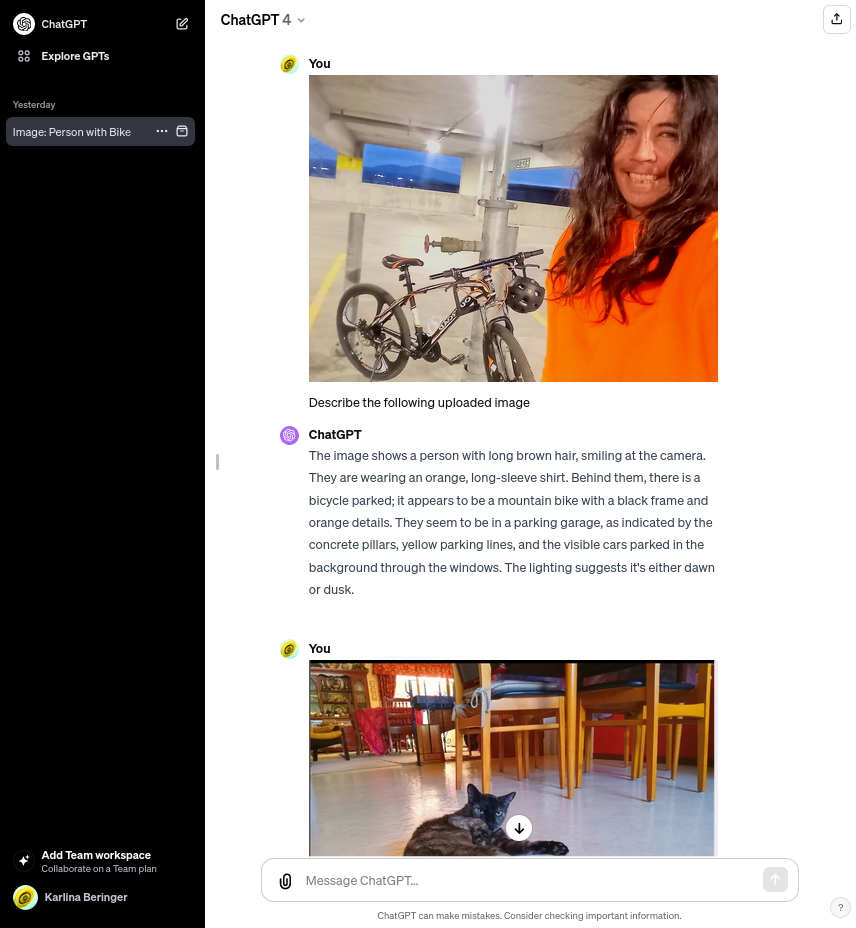 ChatGPT
Explore GPTs
Yesterday
Image: Person with Bike
Add Team workspace
Collaborate on a Team plan
Karlina Beringer
ChatGPT 4
You
Describe the following uploaded image
ChatGPT
The image shows a person with long brown hair, smiling at the camera.
They are wearing an orange, long-sleeve shirt. Behind them, there is a
bicycle parked; it appears to be a mountain bike with a black frame and
orange details. They seem to be in a parking garage, as indicated by the
concrete pillars, yellow parking lines, and the visible cars parked in the
background through the windows. The lighting suggests it's either dawn
or dusk.
You
Message ChatGPT...
ChatGPT can make mistakes. Consider checking important information.
?